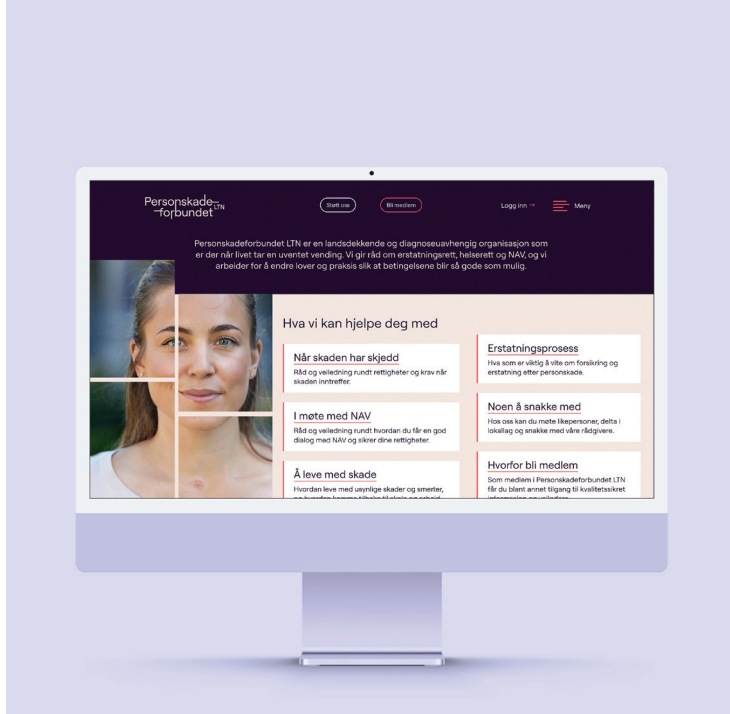 Personskade
forbundet LTN
Støtt oss
Bli medlem
Logg inn →
Meny
Personskadeforbundet LTN er en landsdekkende og diagnoseuavhengig organisasjon som
er der når livet tar en uventet vending. Vi gir råd om erstatningsrett, helserett og NAV, og vi
arbeider for å endre lover og praksis slik at betingelsene blir så gode som mulig.
Hva vi kan hjelpe deg med
Når skaden har skjedd
Råd og veiledning rundt rettigheter og krav når
skaden inntreffer.
I møte med NAV
Råd og veiledning rundt hvordan du får en god
dialog med NAV og sikrer dine rettigheter.
Å leve med skade
Hvordan leve med usynlige skader og smerter,
Erstatningsprosess
Hva som er viktig å vite om forsikring og
erstatning etter personskade.
Noen å snakke med
Hos oss kan du møte likepersoner, delta i
lokallag og snakke med våre rådgivere.
Hvorfor bli medlem
Som medlem i Personskadeforbundet LTN
får du blant annet tilgang til kvalitetssikret